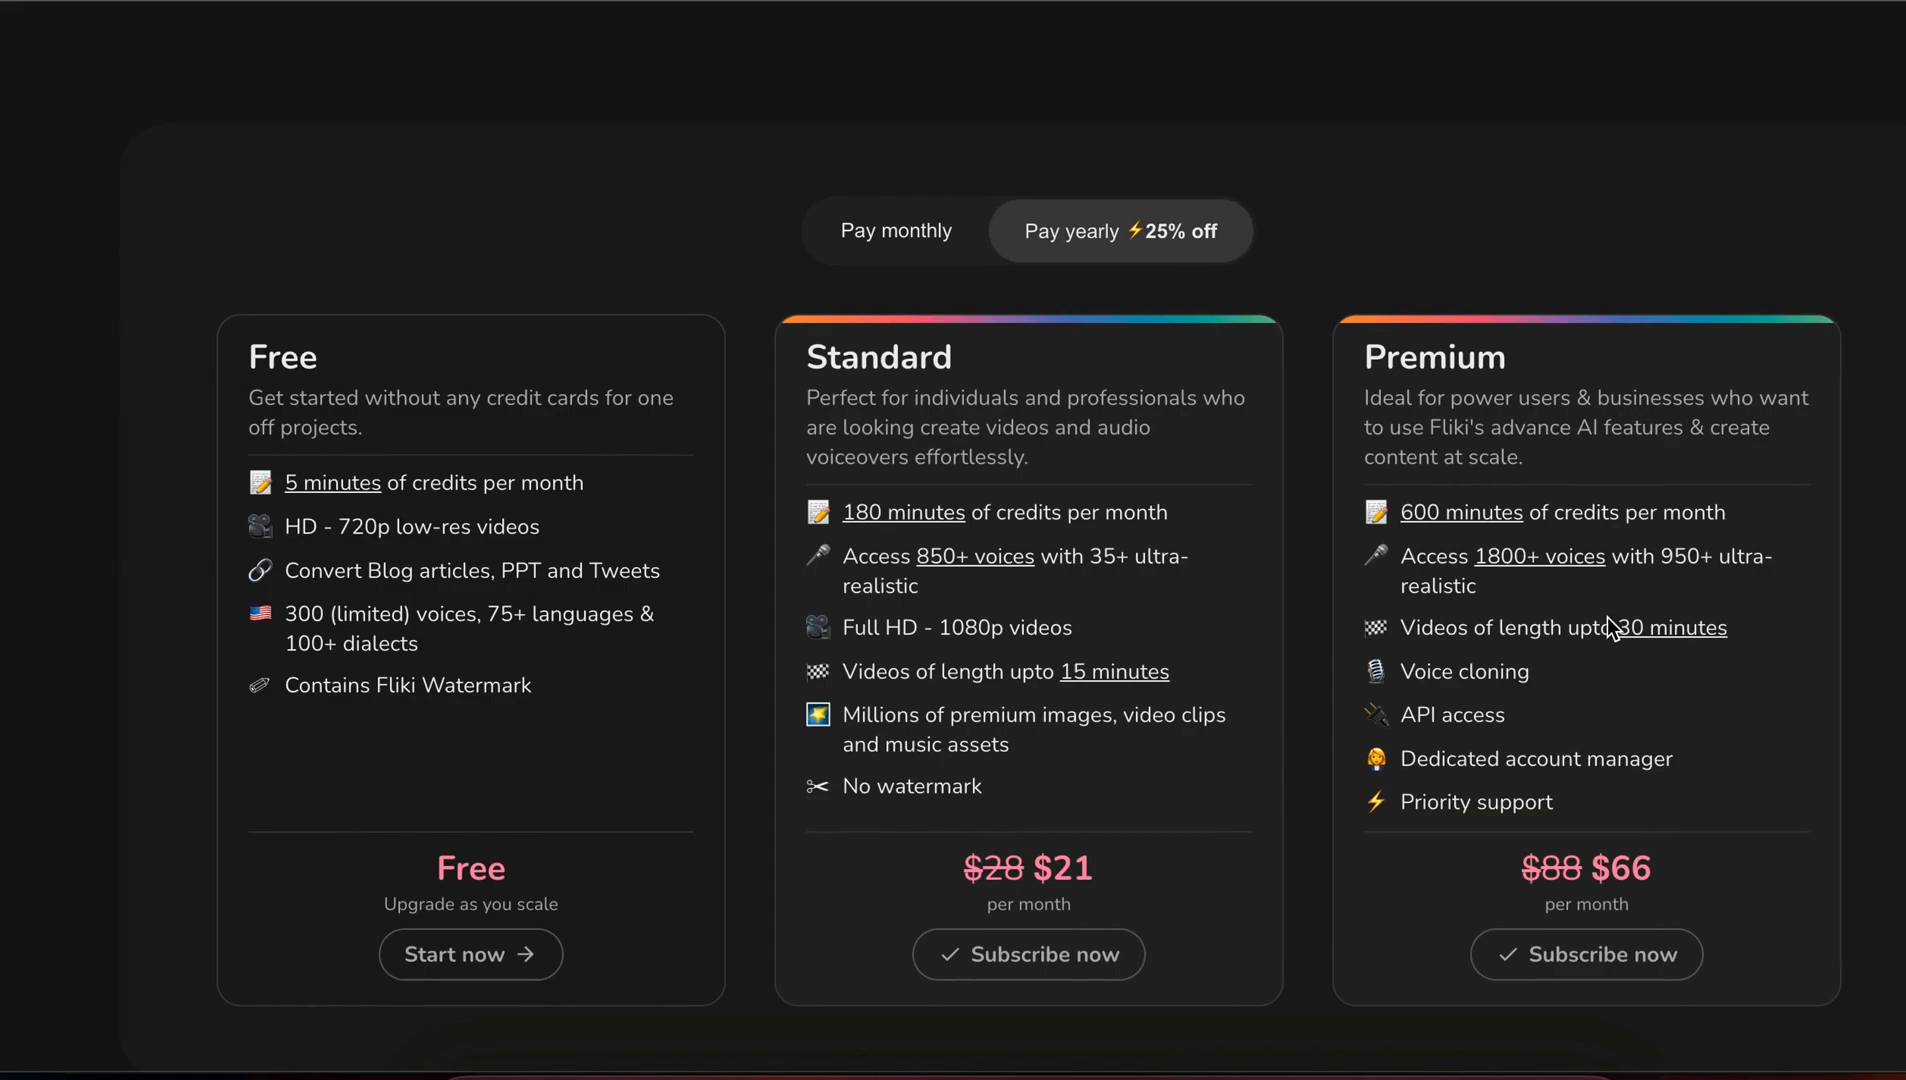 Pay monthly
Pay yearly ⚡25% off
Free
Get started without any credit cards for one
off projects.
5 minutes of credits per month
HD - 720p low-res videos
Convert Blog articles, PPT and Tweets
300 (limited) voices, 75+ languages &
100+ dialects
Contains Fliki Watermark
Free
Upgrade as you scale
Start now →
Standard
Perfect for individuals and professionals who
are looking create videos and audio
voiceovers effortlessly.
180 minutes of credits per month
Access 850+ voices with 35+ ultra-
realistic
Full HD - 1080p videos
Videos of length upto 15 minutes
Millions of premium images, video clips
and music assets
No watermark
$28 $21
per month
Subscribe now
Premium
Ideal for power users & businesses who want
to use Fliki's advance AI features & create
content at scale.
600 minutes of credits per month
Access 1800+ voices with 950+ ultra-
realistic
Videos of length upto 30 minutes
Voice cloning
API access
Dedicated account manager
Priority support
$88 $66
per month
Subscribe now